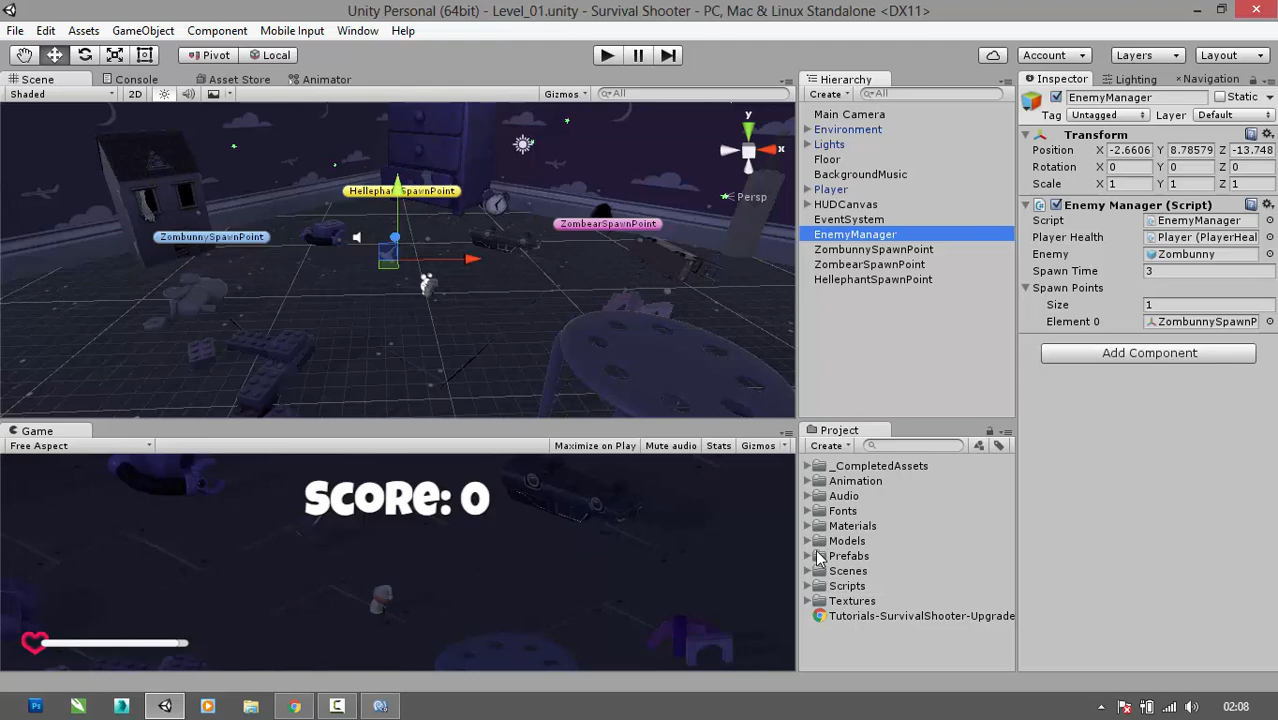 Unity Personal (64bit) - Level_01.unity - Survival Shooter - PC, Mac & Linux Standalone <DX11>
File Edit Assets GameObject Component Mobile Input Window Help
Pivot Local Account Layers Layout
Scene Console Asset Store Animator
Shaded 2D Gizmos All
y
x
Persp
HellephantSpawnPoint
ZombearSpawnPoint
ZombunnySpawnPoint
Game
Free Aspect Maximize on Play Mute audio Stats Gizmos
SCORE: 0
Hierarchy
Create All
Main Camera
Environment
Lights
Floor
BackgroundMusic
Player
HUDCanvas
EventSystem
EnemyManager
ZombunnySpawnPoint
ZombearSpawnPoint
HellephantSpawnPoint
Project
Create
_CompletedAssets
Animation
Audio
Fonts
Materials
Models
Prefabs
Scenes
Scripts
Textures
Tutorials-SurvivalShooter-Upgrade
Inspector Lighting Navigation
EnemyManager Static
Tag Untagged Layer Default
Transform
Position X -2.6606 Y 8.78579 Z -13.748
Rotation X 0 Y 0 Z 0
Scale X 1 Y 1 Z 1
Enemy Manager (Script)
Script EnemyManager
Player Health Player (PlayerHeal
Enemy Zombunny
Spawn Time 3
Spawn Points
Size 1
Element 0 ZombunnySpawnP
Add Component
Ps
02:08